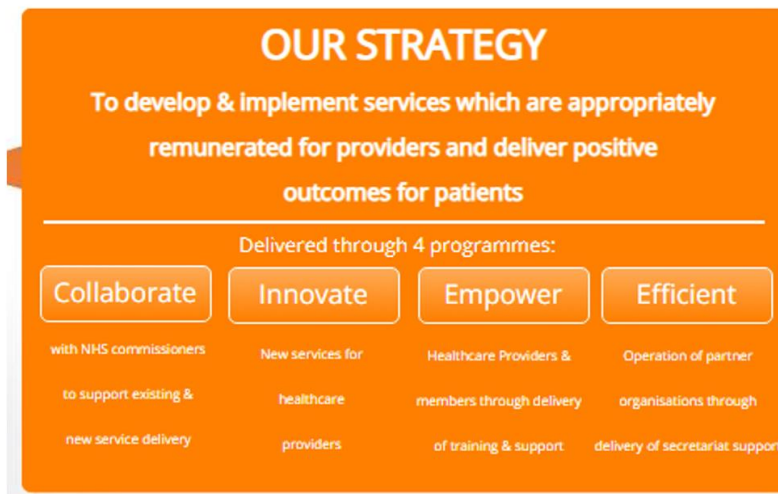 OUR STRATEGY
To develop & implement services which are appropriately
remunerated for providers and deliver positive
outcomes for patients
Delivered through 4 programmes:
Collaborate
with NHS commissioners
to support existing &
new service delivery
Innovate
New services for
healthcare
providers
Empower
Healthcare Providers &
members through delivery
of training & support
Efficient
Operation of partner
organisations through
delivery of secretariat support